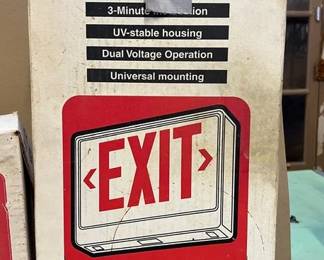 3-Minute
UV-stable housing
Dual Voltage Operation
Universal mounting
‹EXIT›